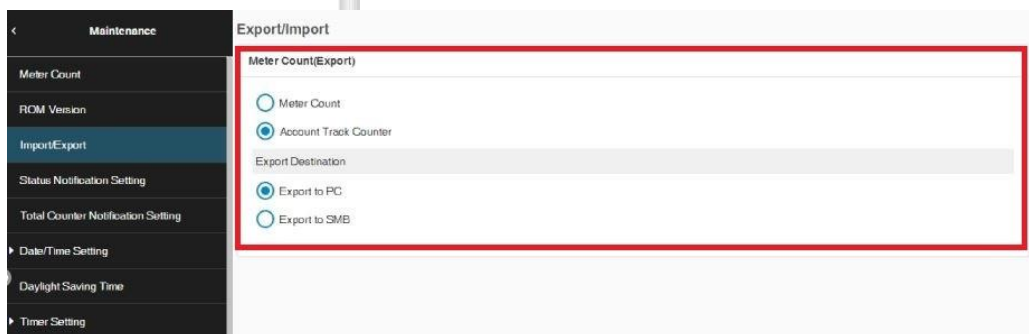 Maintenance
Meter Count
ROM Version
Import/Export
Status Notification Setting
Total Counter Notification Setting
Date/Time Setting
Daylight Saving Time
Timer Setting
Export/Import
Meter Count(Export)
Meter Count
Account Track Counter
Export Destination
Export to PC
Export to SMB